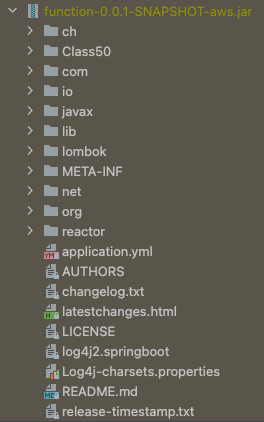 function-0.0.1-SNAPSHOT-aws.jar
ch
Class50
com
io
javax
lib
lombok
META-INF
net
org
reactor
application.yml
AUTHORS
changelog.txt
latestchanges.html
LICENSE
log4j2.springboot
Log4j-charsets.properties
README.md
release-timestamp.txt